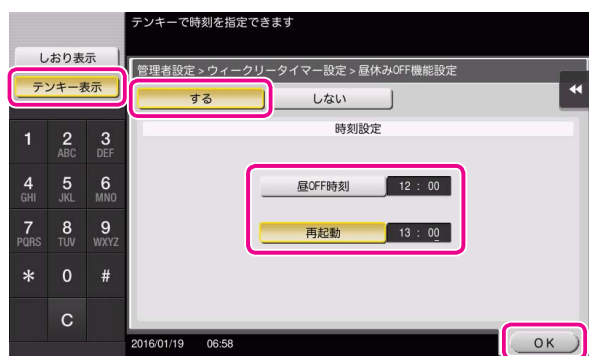 テンキーで時刻を指定できます
しおり表示
テンキー表示
管理者設定 > ウィークリータイマー設定 > 昼休みOFF機能設定
する しない
時刻設定
昼OFF時刻 12 : 00
再起動 13 : 00
1 2 ABC 3 DEF
4 GHI 5 JKL 6 MNO
7 PQRS 8 TUV 9 WXYZ
* 0 #
C
2016/01/19 06:58
OK